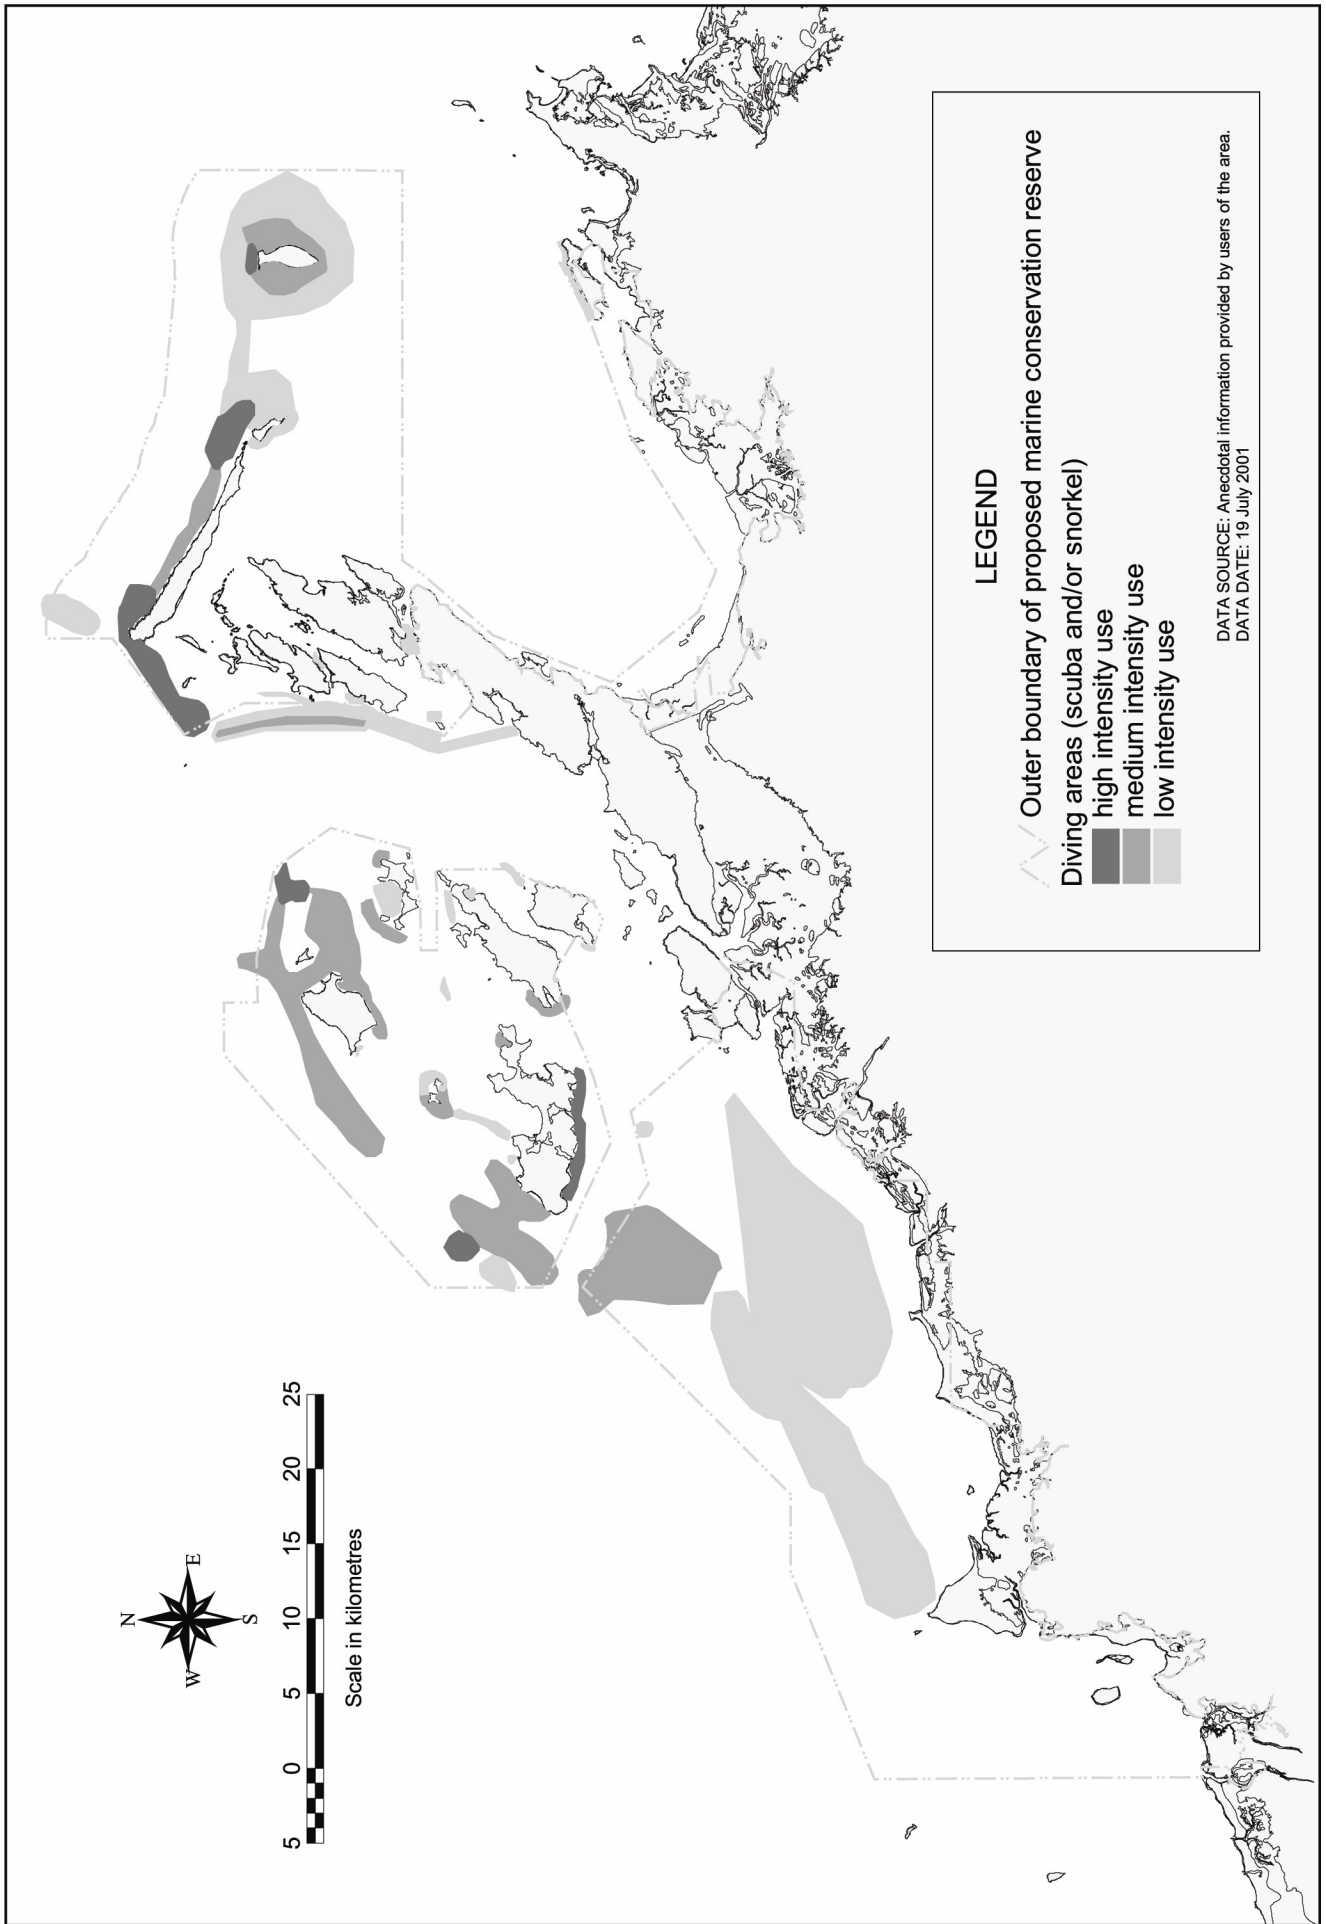 N
W
E
S
5 0 5 10 15 20 25
Scale in kilometres
LEGEND
Outer boundary of proposed marine conservation reserve
Diving areas (scuba and/or snorkel)
high intensity use
medium intensity use
low intensity use
DATA SOURCE: Anecdotal information provided by users of the area.
DATA DATE: 19 July 2001